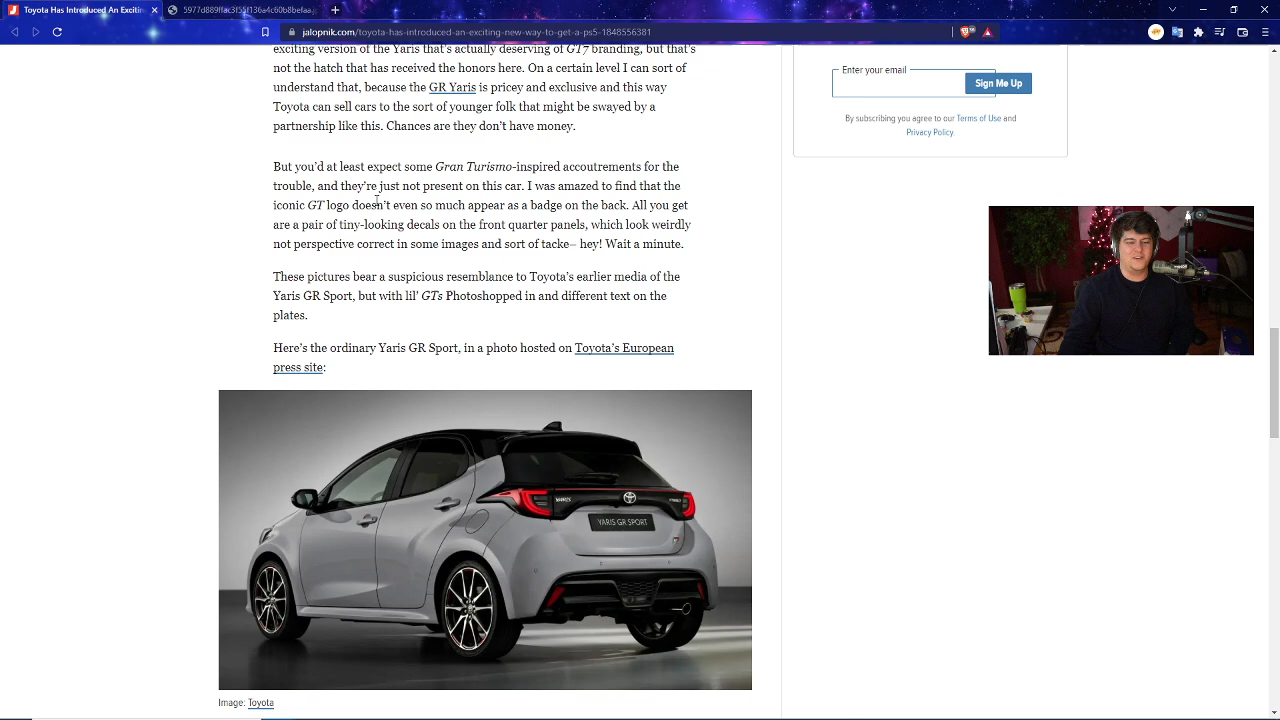 Toyota Has Introduced An Exciti
5977d889ffac3f55f136a4c60b8befaa
jalopnik.com/toyota-has-introduced-an-exciting-new-way-to-get-a-ps5-1848556381
exciting version of the Yaris that's actually deserving of GT7 branding, but that's
not the hatch that has received the honors here. On a certain level I can sort of
understand that, because the GR Yaris is pricey and exclusive and this way
Toyota can sell cars to the sort of younger folk that might be swayed by a
partnership like this. Chances are they don't have money.
But you'd at least expect some Gran Turismo-inspired accoutrements for the
trouble, and they're just not present on this car. I was amazed to find that the
iconic GT logo doesn't even so much appear as a badge on the back. All you get
are a pair of tiny-looking decals on the front quarter panels, which look weirdly
not perspective correct in some images and sort of tacke– hey! Wait a minute.
These pictures bear a suspicious resemblance to Toyota's earlier media of the
Yaris GR Sport, but with lil' GTs Photoshopped in and different text on the
plates.
Here's the ordinary Yaris GR Sport, in a photo hosted on Toyota's European
press site:
YARIS
YARIS GR SPORT
Image: Toyota
Enter your email
Sign Me Up
By subscribing you agree to our Terms of Use and
Privacy Policy.